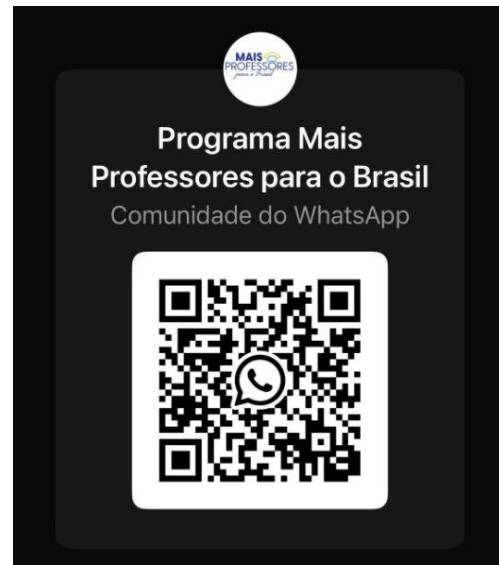 MAIS
PROFESSORES
para o Brasil
Programa Mais
Professores para o Brasil
Comunidade do WhatsApp